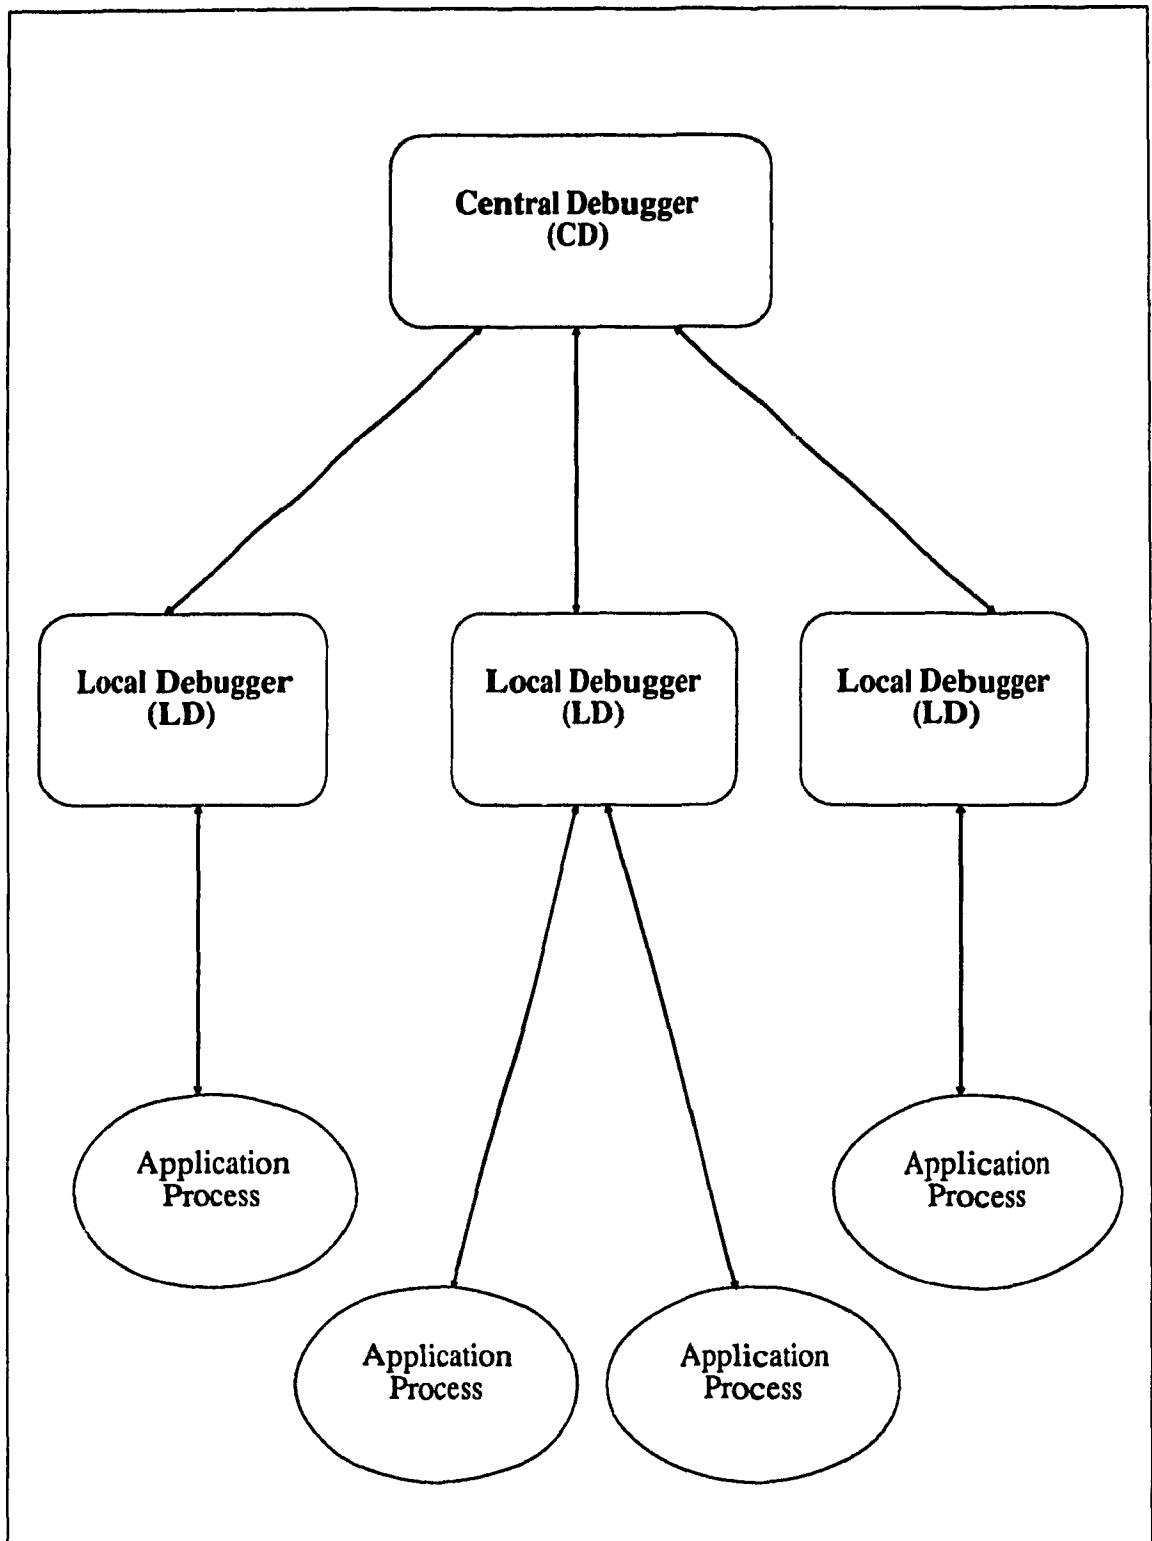 Central Debugger
(CD)
Local Debugger
(LD)
Local Debugger
(LD)
Local Debugger
(LD)
Application
Process
Application
Process
Application
Process
Application
Process